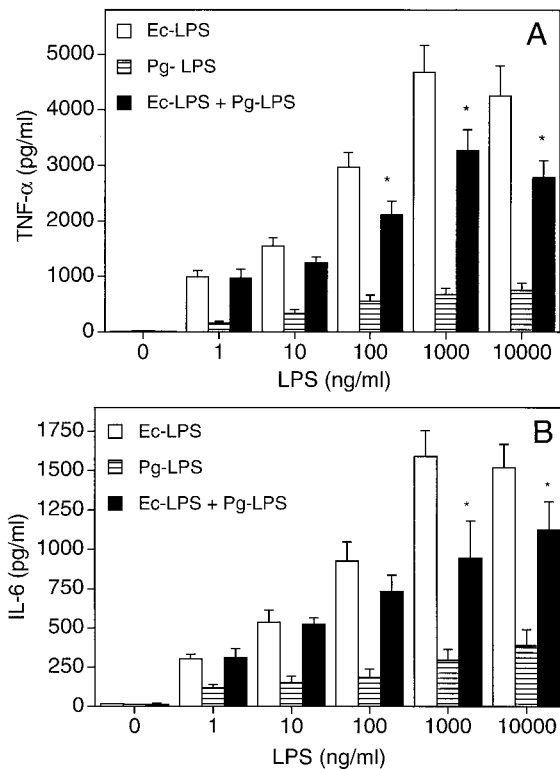 A
Ec-LPS
Pg- LPS
Ec-LPS + Pg-LPS
TNF-α (pg/ml)
5000
4000
3000
2000
1000
0
* * *
0 1 10 100 1000 10000
LPS (ng/ml)
B
Ec-LPS
Pg-LPS
Ec-LPS + Pg-LPS
IL-6 (pg/ml)
1750
1500
1250
1000
750
500
250
0
* *
0 1 10 100 1000 10000
LPS (ng/ml)